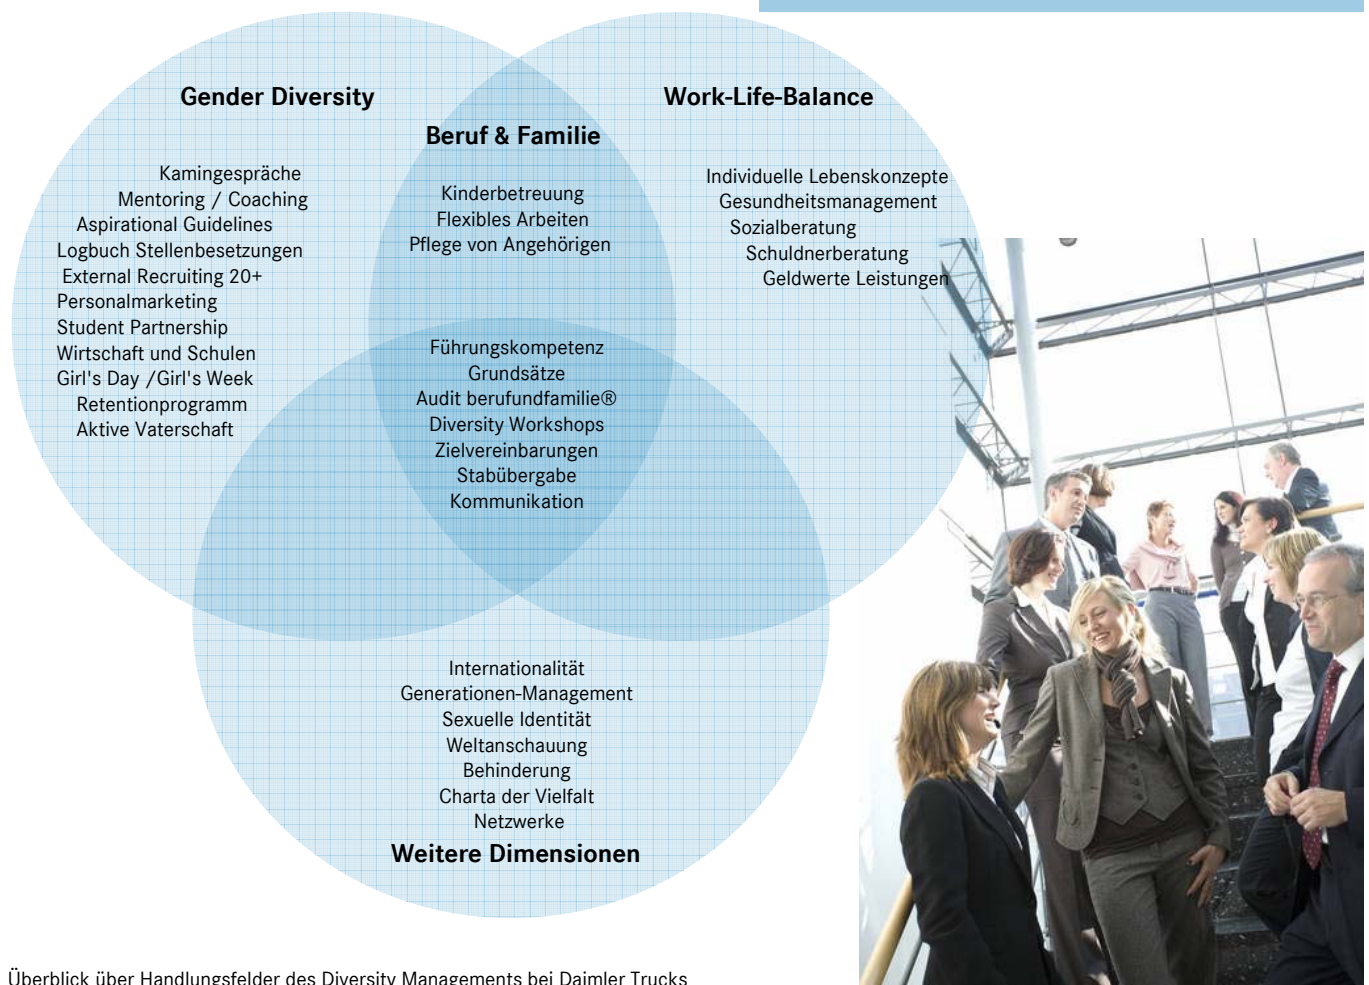 Gender Diversity
Kamingespräche
Mentoring / Coaching
Aspirational Guidelines
Logbuch Stellenbesetzungen
External Recruiting 20+
Personalmarketing
Student Partnership
Wirtschaft und Schulen
Girl's Day /Girl's Week
Retentionprogramm
Aktive Vaterschaft
Beruf & Familie
Kinderbetreuung
Flexibles Arbeiten
Pflege von Angehörigen
Work-Life-Balance
Individuelle Lebenskonzepte
Gesundheitsmanagement
Sozialberatung
Schuldnerberatung
Geldwerte Leistungen
Führungskompetenz
Grundsätze
Audit berufundfamilie®
Diversity Workshops
Zielvereinbarungen
Stabübergabe
Kommunikation
Internationalität
Generationen-Management
Sexuelle Identität
Weltanschauung
Behinderung
Charta der Vielfalt
Netzwerke
Weitere Dimensionen
Überblick über Handlungsfelder des Diversity Managements bei Daimler Trucks